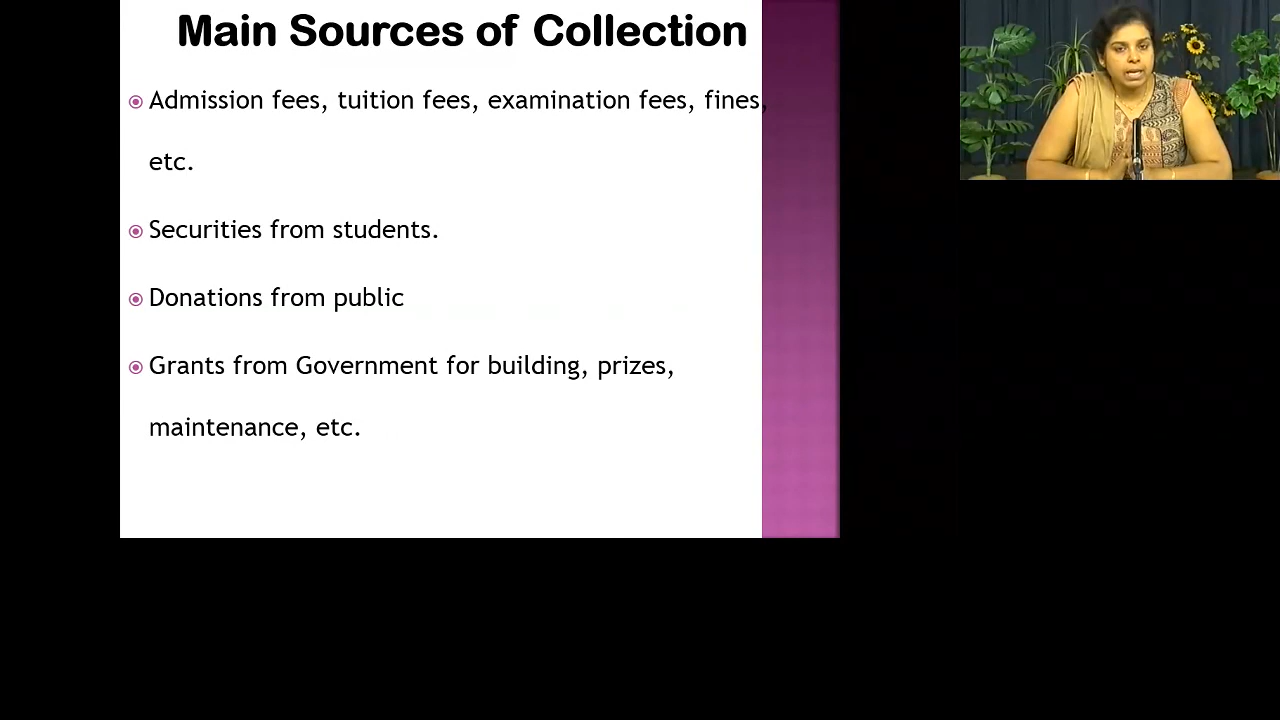 Main Sources of Collection
Admission fees, tuition fees, examination fees, fines,
etc.
Securities from students.
Donations from public
Grants from Government for building, prizes,
maintenance, etc.